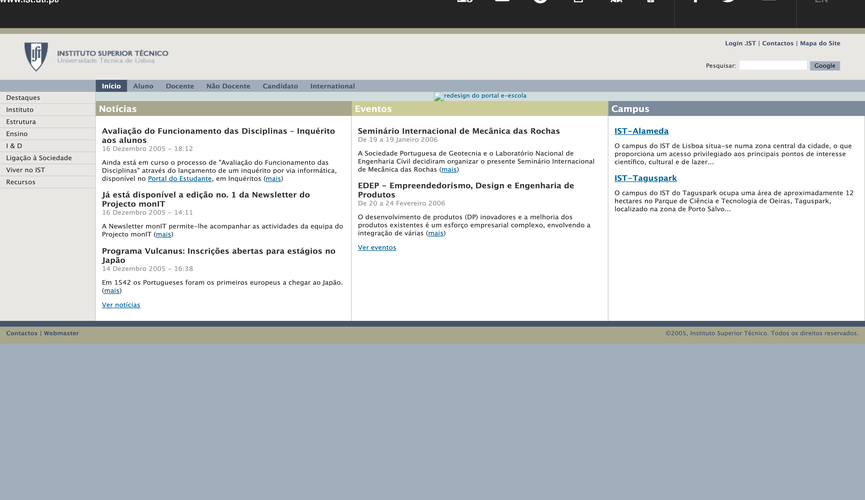 www.ist.utl.pt/
EN
INSTITUTO SUPERIOR TÉCNICO
Universidade Técnica de Lisboa
Login .IST | Contactos | Mapa do Site
Pesquisar:
Google
Início
Aluno
Docente
Não Docente
Candidato
International
Destaques
Instituto
Estrutura
Ensino
I & D
Ligação à Sociedade
Viver no IST
Recursos
redesign do portal e-escola
Notícias
Avaliação do Funcionamento das Disciplinas - Inquérito
aos alunos
16 Dezembro 2005 - 18:12
Ainda está em curso o processo de "Avaliação do Funcionamento das
Disciplinas" através do lançamento de um inquérito por via informática,
disponível no Portal do Estudante, em Inquéritos (mais)
Já está disponível a edição no. 1 da Newsletter do
Projecto monIT
16 Dezembro 2005 - 14:11
A Newsletter monIT permite-lhe acompanhar as actividades da equipa do
Projecto monIT (mais)
Programa Vulcanus: Inscrições abertas para estágios no
Japão
14 Dezembro 2005 - 16:38
Em 1542 os Portugueses foram os primeiros europeus a chegar ao Japão.
(mais)
Ver notícias
Eventos
Seminário Internacional de Mecânica das Rochas
De 19 a 19 Janeiro 2006
A Sociedade Portuguesa de Geotecnia e o Laboratório Nacional de
Engenharia Civil decidiram organizar o presente Seminário Internacional
de Mecânica das Rochas (mais)
EDEP - Empreendedorismo, Design e Engenharia de
Produtos
De 20 a 24 Fevereiro 2006
O desenvolvimento de produtos (DP) inovadores e a melhoria dos
produtos existentes é um esforço empresarial complexo, envolvendo a
integração de várias (mais)
Ver eventos
Campus
IST-Alameda
O campus do IST de Lisboa situa-se numa zona central da cidade, o que
proporciona um acesso privilegiado aos principais pontos de interesse
científico, cultural e de lazer...
IST-Taguspark
O campus do IST do Taguspark ocupa uma área de aproximadamente 12
hectares no Parque de Ciência e Tecnologia de Oeiras, Taguspark,
localizado na zona de Porto Salvo...
Contactos | Webmaster
©2005, Instituto Superior Técnico. Todos os direitos reservados.